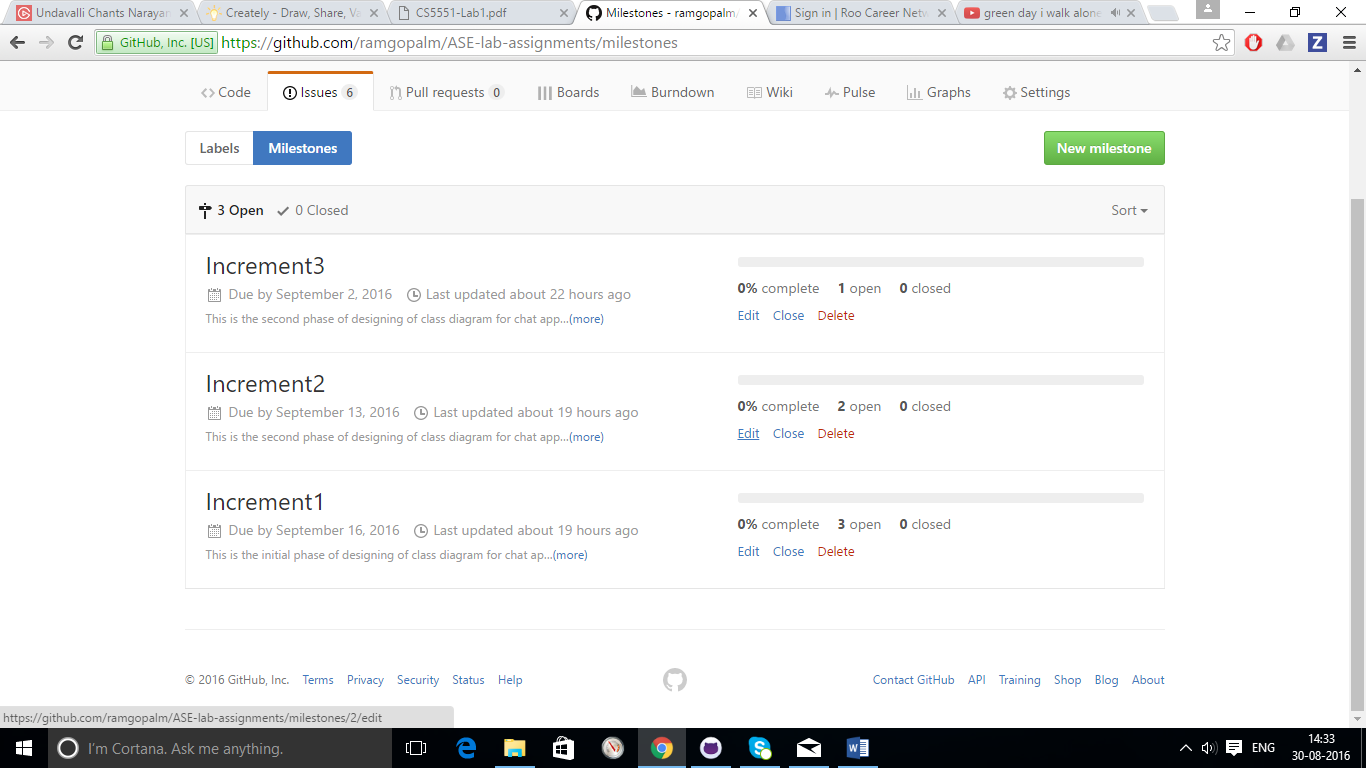 Undavalli Chants Narayan
Creately - Draw, Share, Va
CS5551-Lab1.pdf
Milestones - ramgopalm/
Sign in | Roo Career Netw
green day i walk alone
GitHub, Inc. [US] https://github.com/ramgopalm/ASE-lab-assignments/milestones
Z
Code Issues 6 Pull requests 0 Boards Burndown Wiki Pulse Graphs Settings
Labels Milestones New milestone
3 Open 0 Closed Sort
Increment3
Due by September 2, 2016 Last updated about 22 hours ago
This is the second phase of designing of class diagram for chat app...(more)
0% complete 1 open 0 closed
Edit Close Delete
Increment2
Due by September 13, 2016 Last updated about 19 hours ago
This is the second phase of designing of class diagram for chat app...(more)
0% complete 2 open 0 closed
Edit Close Delete
Increment1
Due by September 16, 2016 Last updated about 19 hours ago
This is the initial phase of designing of class diagram for chat ap...(more)
0% complete 3 open 0 closed
Edit Close Delete
© 2016 GitHub, Inc. Terms Privacy Security Status Help
Contact GitHub API Training Shop Blog About
https://github.com/ramgopalm/ASE-lab-assignments/milestones/2/edit
I'm Cortana. Ask me anything.
ENG
14:33
30-08-2016